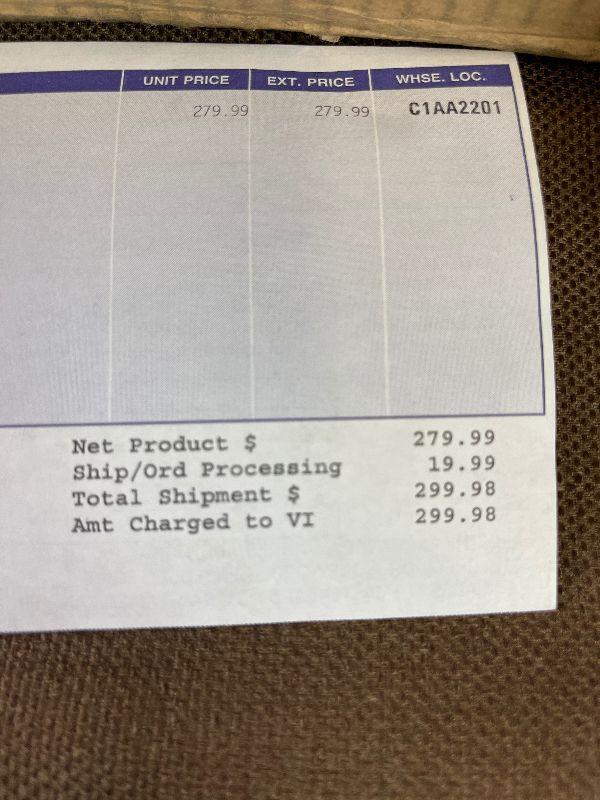 UNIT PRICE EXT. PRICE WHSE. LOC.
279.99 279.99 C1AA2201
Net Product $ 279.99
Ship/Ord Processing 19.99
Total Shipment $ 299.98
Amt Charged to VI 299.98